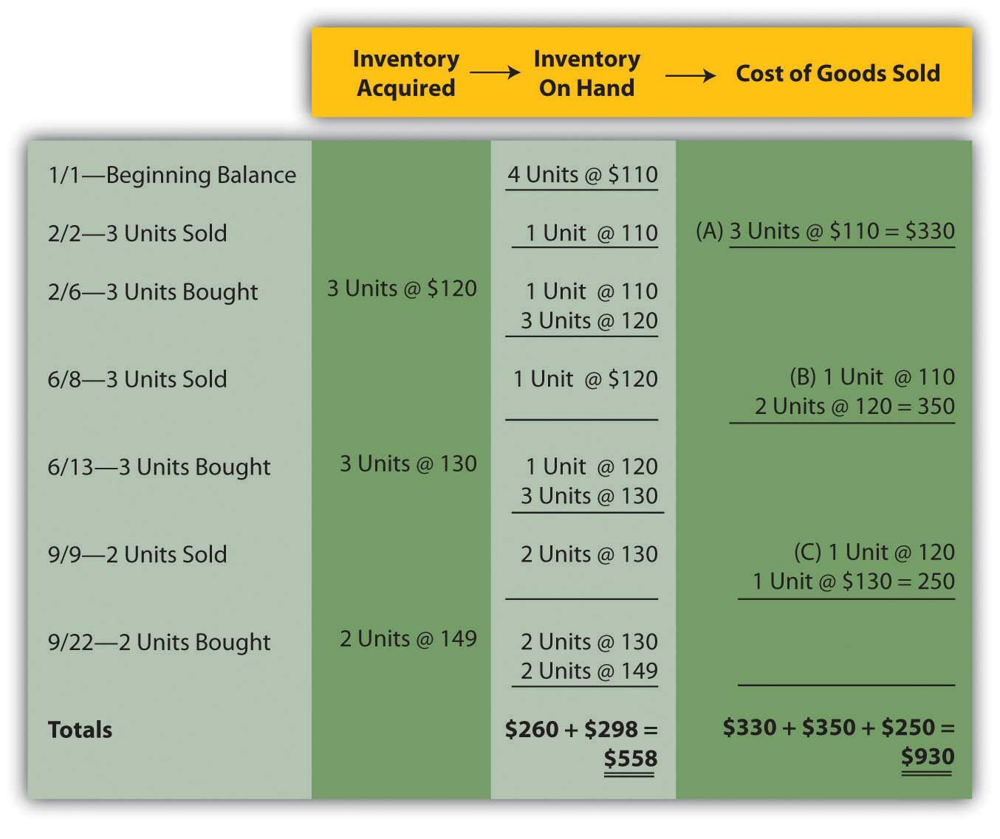 Inventory Acquired → Inventory On Hand → Cost of Goods Sold
1/1—Beginning Balance 4 Units @ $110
2/2—3 Units Sold 1 Unit @ 110 (A) 3 Units @ $110 = $330
2/6—3 Units Bought 3 Units @ $120 1 Unit @ 110
3 Units @ 120
6/8—3 Units Sold 1 Unit @ $120 (B) 1 Unit @ 110
2 Units @ 120 = 350
6/13—3 Units Bought 3 Units @ 130 1 Unit @ 120
3 Units @ 130
9/9—2 Units Sold 2 Units @ 130 (C) 1 Unit @ 120
1 Unit @ $130 = 250
9/22—2 Units Bought 2 Units @ 149 2 Units @ 130
2 Units @ 149
Totals $260 + $298 = $330 + $350 + $250 =
$558 $930